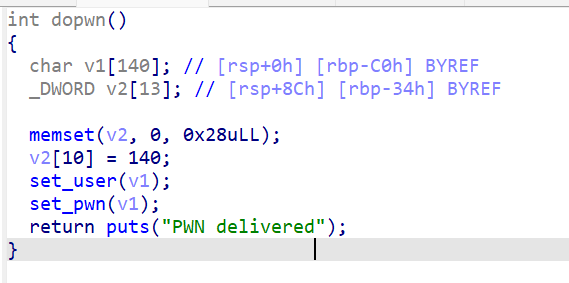 int dopwn()
{
  char v1[140]; // [rsp+0h] [rbp-C0h] BYREF
  _DWORD v2[13]; // [rsp+8Ch] [rbp-34h] BYREF

  memset(v2, 0, 0x28uLL);
  v2[10] = 140;
  set_user(v1);
  set_pwn(v1);
  return puts("PWN delivered");
}